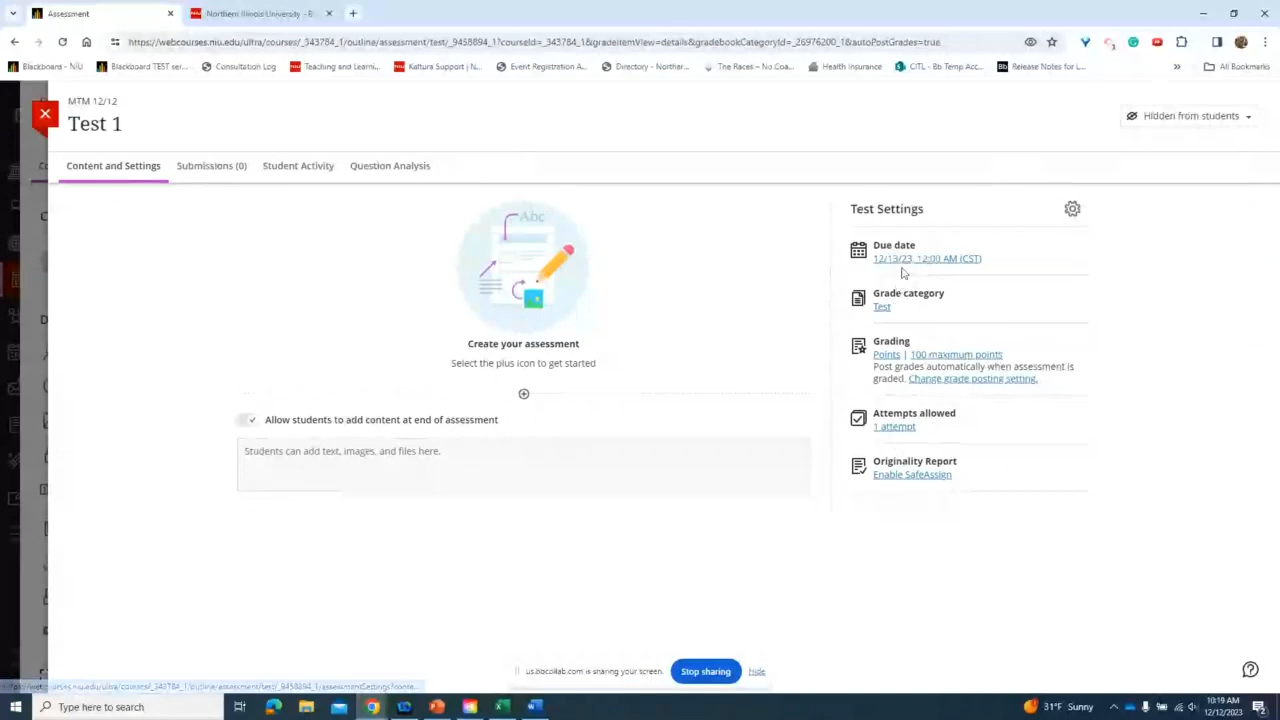 Assessment
Northern Illinois University - B
https://webcourses.niu.edu/ultra/courses/_343784_1/outline/assessment/test/_9458894_1?courseId=_343784_1&gradeitemView=details&gradebookCategoryId=_26976200_1&autoPostGrades=true
Blackboard - NIU
Blackboard TEST ser...
Consultation Log
Teaching and Learni...
Kaltura Support | N...
Event Registration A...
Directory - Norther...
The Races – No Coa...
Health Insurance
CITL - Bb Temp Acc...
Release Notes for L...
»
All Bookmarks
MTM 12/12
Test 1
Hidden from students
Content and Settings
Submissions (0)
Student Activity
Question Analysis
Abc
Create your assessment
Select the plus icon to get started
Allow students to add content at end of assessment
Students can add text, images, and files here.
Test Settings
Due date
12/13/23, 12:00 AM (CST)
Grade category
Test
Grading
Points | 100 maximum points
Post grades automatically when assessment is
graded. Change grade posting setting.
Attempts allowed
1 attempt
Originality Report
Enable SafeAssign
us.bbcollab.com is sharing your screen.
Stop sharing
Hide
Type here to search
31°F Sunny
10:19 AM
12/12/2023